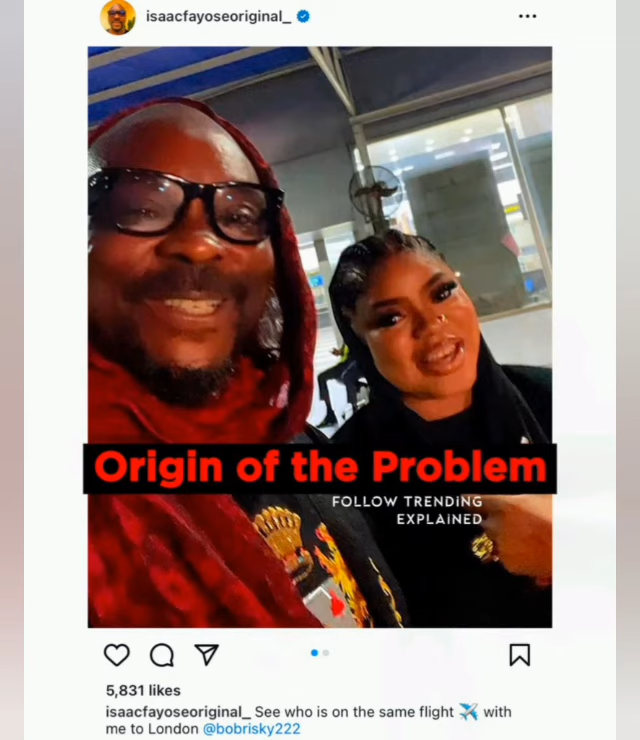 isaacfayoseoriginal_
Origin of the Problem
FOLLOW TRENDING
EXPLAINED
5,831 likes
isaacfayoseoriginal_ See who is on the same flight ✈️ with
me to London @bobrisky222